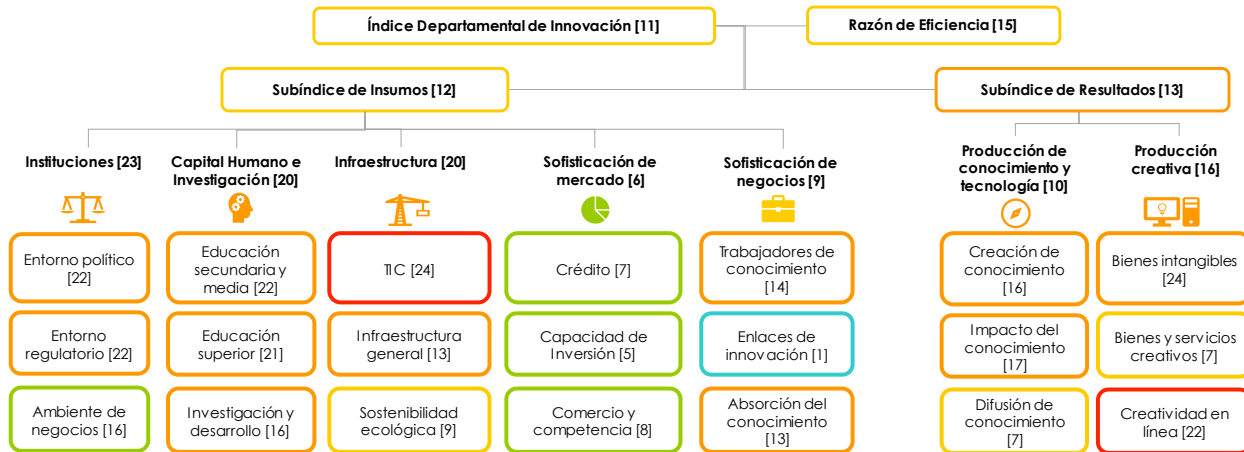 Índice Departamental de Innovación [11]
Razón de Eficiencia [15]
Subíndice de Insumos [12]
Subíndice de Resultados [13]
Instituciones [23]
Capital Humano e
Investigación [20]
Infraestructura [20]
Sofisticación de
mercado [6]
Sofisticación de
negocios [9]
Producción de
conocimiento y
tecnología [10]
Producción
creativa [16]
Entorno político
[22]
Educación
secundaria y
media [22]
TIC [24]
Crédito [7]
Trabajadores de
conocimiento
[14]
Creación de
conocimiento
[16]
Bienes intangibles
[24]
Entorno
regulatorio [22]
Educación
superior [21]
Infraestructura
general [13]
Capacidad de
Inversión [5]
Enlaces de
innovación [1]
Impacto del
conocimiento
[17]
Bienes y servicios
creativos [7]
Ambiente de
negocios [16]
Investigación y
desarrollo [16]
Sostenibilidad
ecológica [9]
Comercio y
competencia [8]
Absorción del
conocimiento
[13]
Difusión de
conocimiento
[7]
Creatividad en
línea [22]